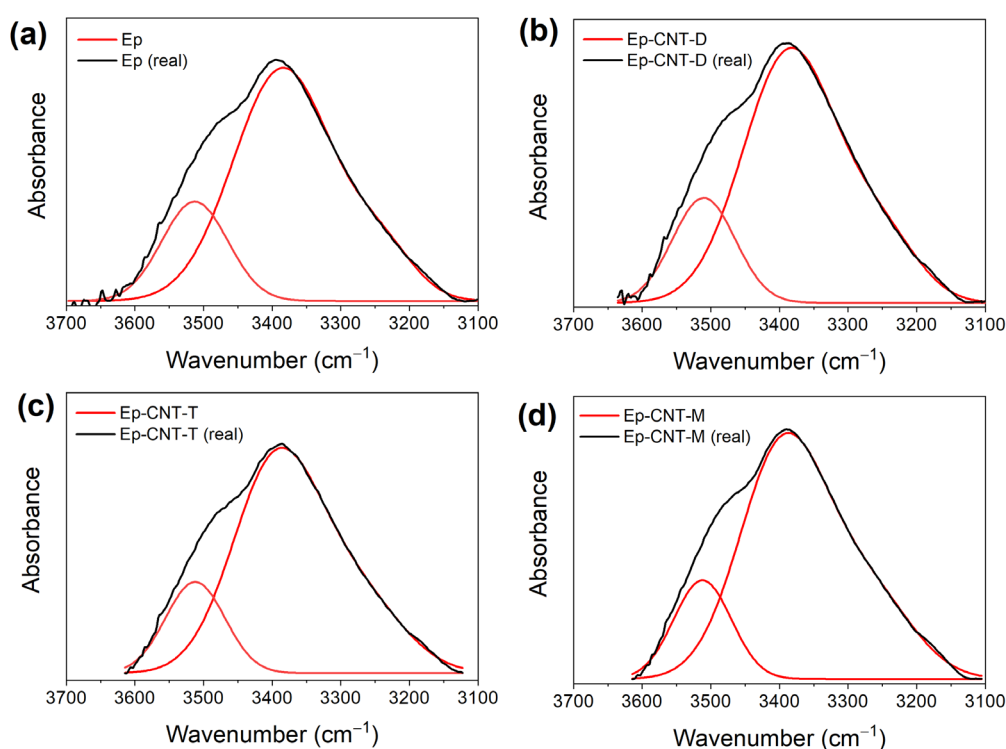 (a)
Ep
Ep (real)
Absorbance
3700 3600 3500 3400 3300 3200 3100
Wavenumber (cm⁻¹)
(b)
Ep-CNT-D
Ep-CNT-D (real)
Absorbance
3700 3600 3500 3400 3300 3200 3100
Wavenumber (cm⁻¹)
(c)
Ep-CNT-T
Ep-CNT-T (real)
Absorbance
3700 3600 3500 3400 3300 3200 3100
Wavenumber (cm⁻¹)
(d)
Ep-CNT-M
Ep-CNT-M (real)
Absorbance
3700 3600 3500 3400 3300 3200 3100
Wavenumber (cm⁻¹)